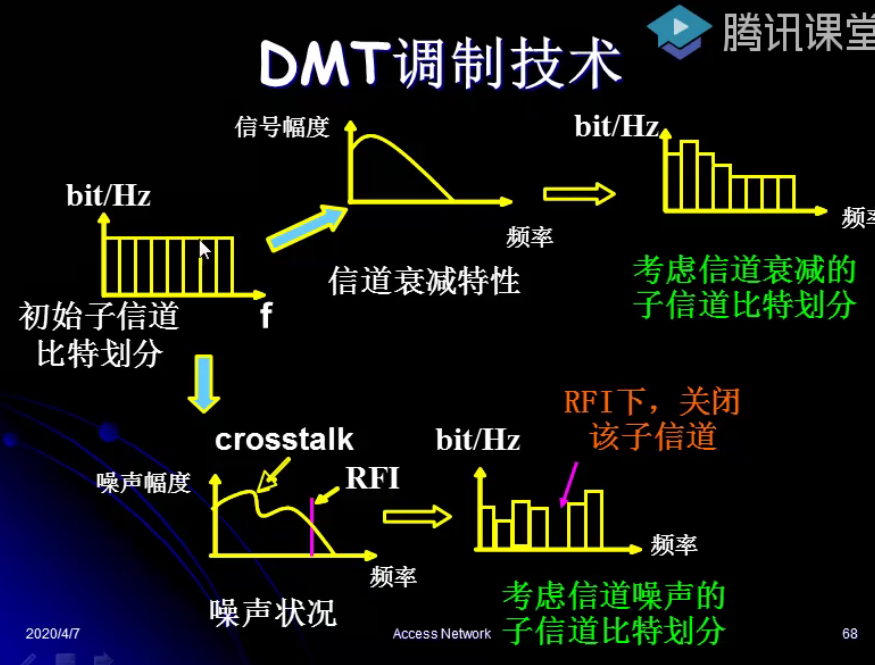 腾讯课堂
DMT调制技术
信号幅度
bit/Hz
bit/Hz
频率
频率
f
信道衰减特性
考虑信道衰减的
子信道比特划分
初始子信道
比特划分
RFI下，关闭
该子信道
crosstalk
bit/Hz
RFI
噪声幅度
频率
频率
噪声状况
考虑信道噪声的
子信道比特划分
2020/4/7
Access Network
68